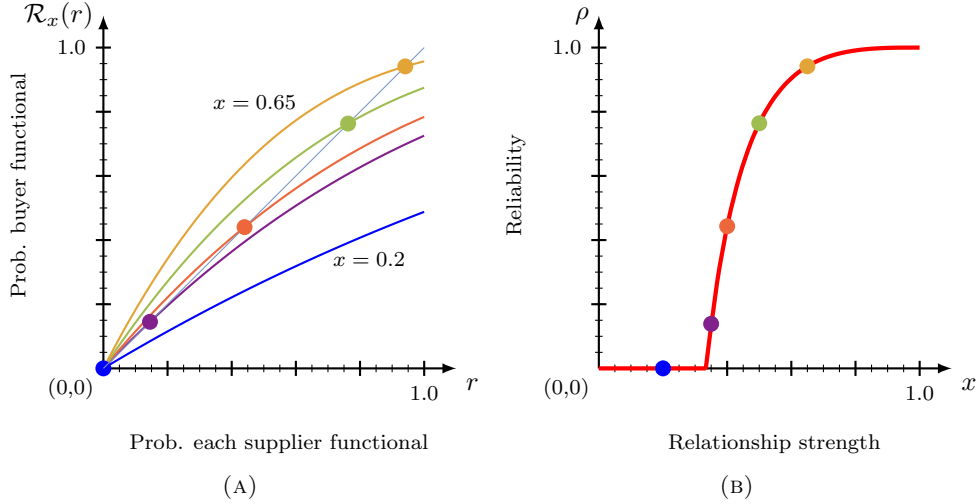 𝓡ₓ(r)
1.0
Prob. buyer functional
x = 0.65
x = 0.2
(0,0)
1.0
r
Prob. each supplier functional
(A)
ρ
1.0
Reliability
(0,0)
1.0
x
Relationship strength
(B)